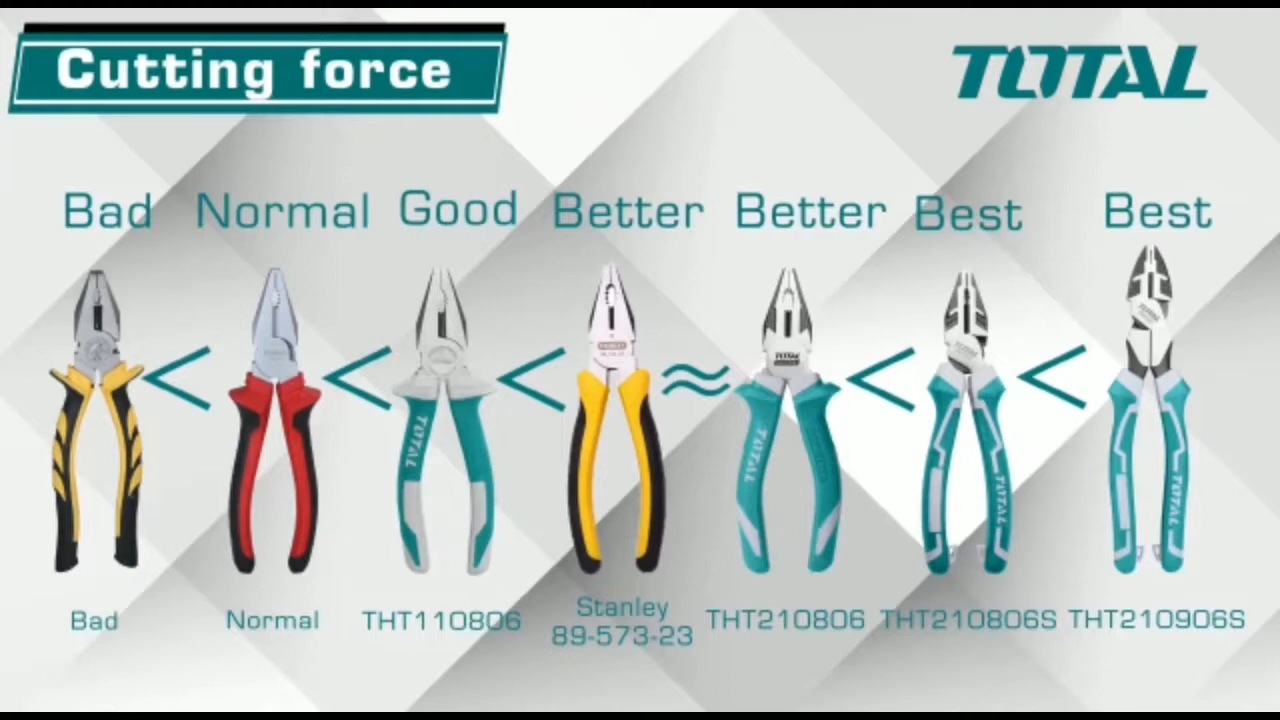 Cutting force
TOTAL
Bad Normal Good Better Better Best Best
< < < ≈ < <
TOTAL
TOTAL
TOTAL
TOTAL
TOTAL
Bad Normal THT110806 Stanley 89-573-23 THT210806 THT210806S THT210906S